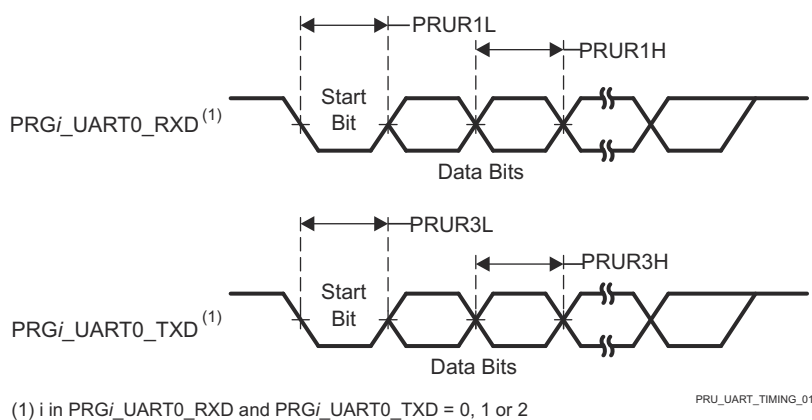 PRUR1L
PRUR1H
Start
Bit
PRGi_UART0_RXD (1)
Data Bits
PRUR3L
PRUR3H
Start
Bit
PRGi_UART0_TXD (1)
Data Bits
PRU_UART_TIMING_01
(1) i in PRGi_UART0_RXD and PRGi_UART0_TXD = 0, 1 or 2